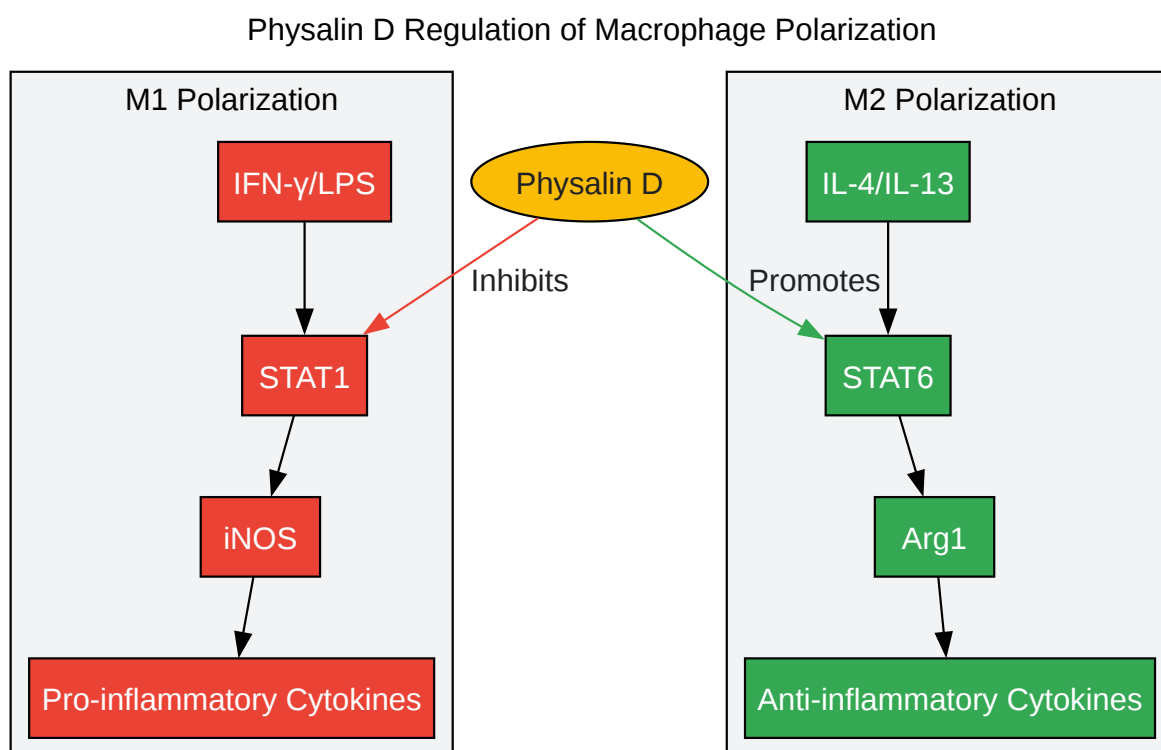 Physalin D Regulation of Macrophage Polarization
M1 Polarization
IFN-γ/LPS
STAT1
iNOS
Pro-inflammatory Cytokines
Physalin D
Inhibits
Promotes
M2 Polarization
IL-4/IL-13
STAT6
Arg1
Anti-inflammatory Cytokines